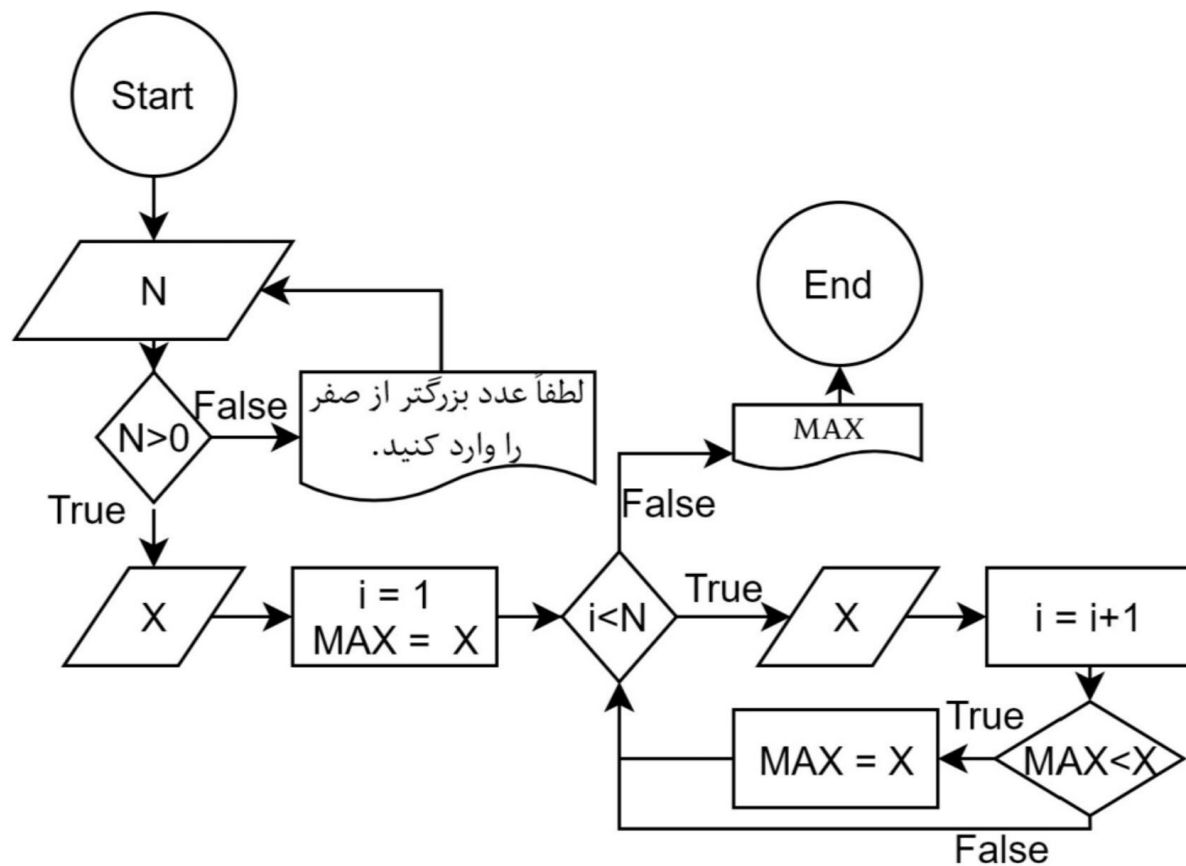 Start
N
N>0
False
لطفاً عدد بزرگتر از صفر
را وارد کنید.
True
X
i = 1
MAX = X
i<N
False
MAX
End
True
X
i = i+1
MAX<X
True
MAX = X
False